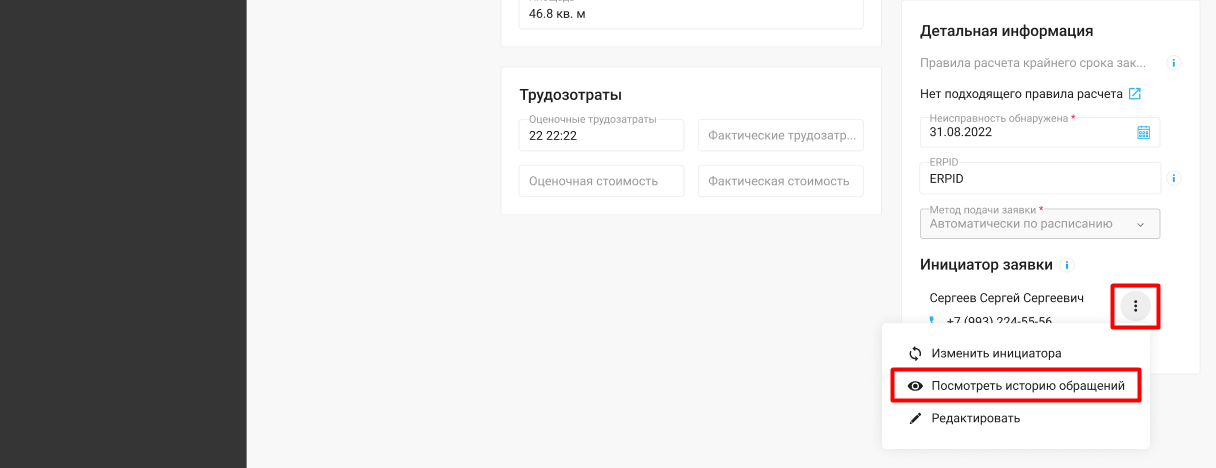 46.8 кв. м
Трудозотраты
Оценочные трудозатраты
22 22:22
Фактические трудозатр...
Оценочная стоимость
Фактическая стоимость
Детальная информация
Правила расчета крайнего срока зак...
Нет подходящего правила расчета
Неисправность обнаружена *
31.08.2022
ERPID
ERPID
Метод подачи заявки *
Автоматически по расписанию
Инициатор заявки
Сергеев Сергей Сергеевич
+7 (993) 224-55-56
Изменить инициатора
Посмотреть историю обращений
Редактировать